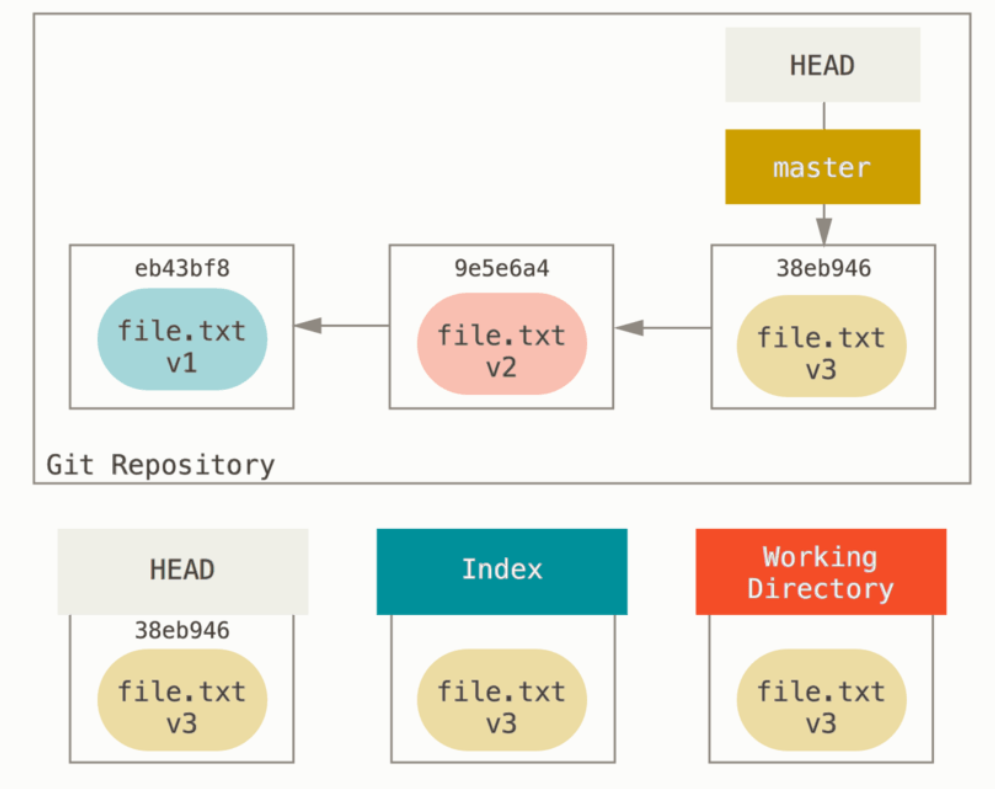 HEAD
master
eb43bf8
9e5e6a4
38eb946
file.txt
v1
file.txt
v2
file.txt
v3
Git Repository
HEAD
Index
Working
Directory
38eb946
file.txt
v3
file.txt
v3
file.txt
v3